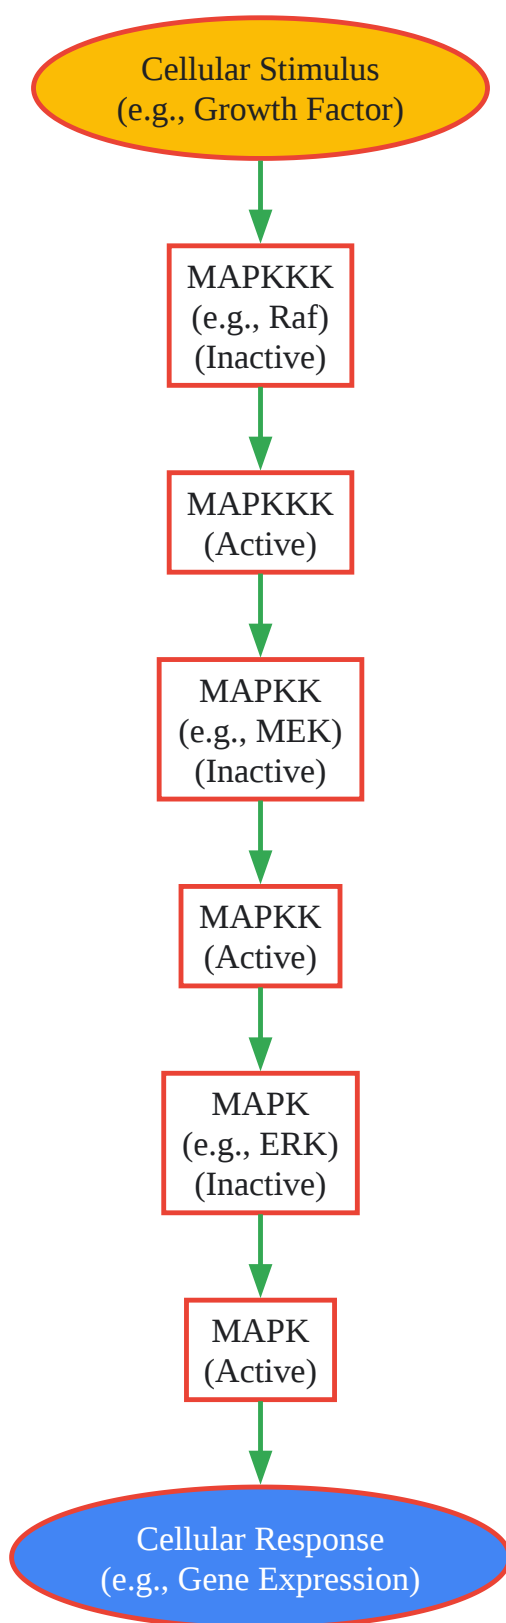 Cellular Stimulus
(e.g., Growth Factor)
MAPKKK
(e.g., Raf)
(Inactive)
MAPKKK
(Active)
MAPKK
(e.g., MEK)
(Inactive)
MAPKK
(Active)
MAPK
(e.g., ERK)
(Inactive)
MAPK
(Active)
Cellular Response
(e.g., Gene Expression)